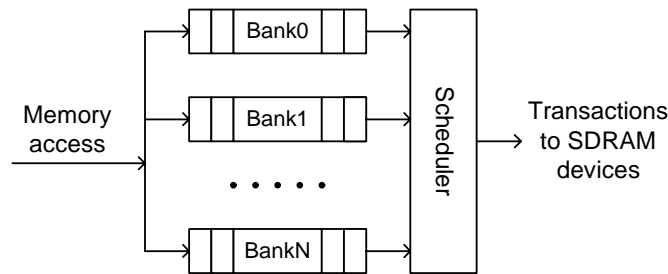 Memory
access
Bank0
Bank1
BankN
Scheduler
Transactions
to SDRAM
devices